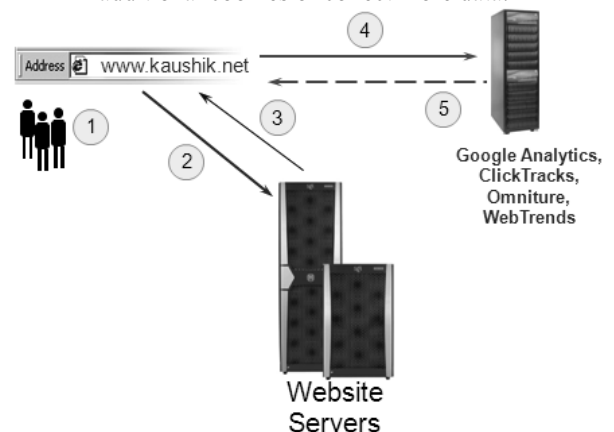 4
Address www.kaushik.net
5
1
3
2
Google Analytics,
ClickTracks,
Omniture,
WebTrends
Website
Servers